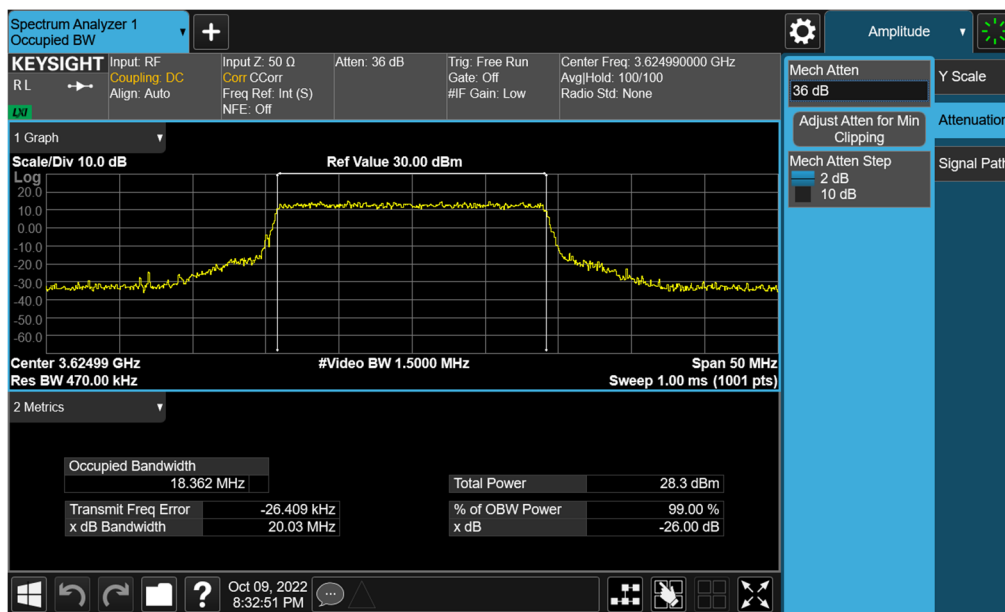 Spectrum Analyzer 1
Occupied BW
+
Amplitude
KEYSIGHT
RL
LXI
Input: RF
Coupling: DC
Align: Auto
Input Z: 50 Ω
Corr CCorr
Freq Ref: Int (S)
NFE: Off
Atten: 36 dB
Trig: Free Run
Gate: Off
#IF Gain: Low
Center Freq: 3.624990000 GHz
Avg|Hold: 100/100
Radio Std: None
Mech Atten
36 dB
Adjust Atten for Min
Clipping
Mech Atten Step
2 dB
10 dB
Y Scale
Attenuation
Signal Path
1 Graph
Scale/Div 10.0 dB
Ref Value 30.00 dBm
Log
20.0
10.0
0.00
-10.0
-20.0
-30.0
-40.0
-50.0
-60.0
Center 3.62499 GHz
#Video BW 1.5000 MHz
Span 50 MHz
Res BW 470.00 kHz
Sweep 1.00 ms (1001 pts)
2 Metrics
Occupied Bandwidth
18.362 MHz
Total Power 28.3 dBm
Transmit Freq Error -26.409 kHz
% of OBW Power 99.00 %
x dB Bandwidth 20.03 MHz
x dB -26.00 dB
?
Oct 09, 2022
8:32:51 PM